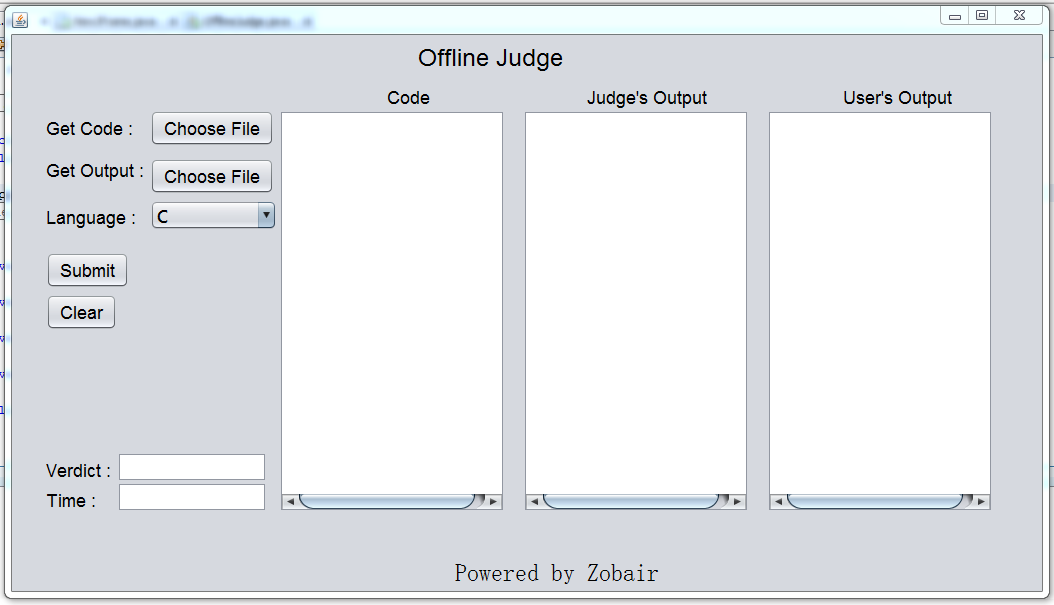 Offline Judge
Code
Judge's Output
User's Output
Get Code :
Choose File
Get Output :
Choose File
Language :
C
Submit
Clear
Verdict :
Time :
Powered by Zobair